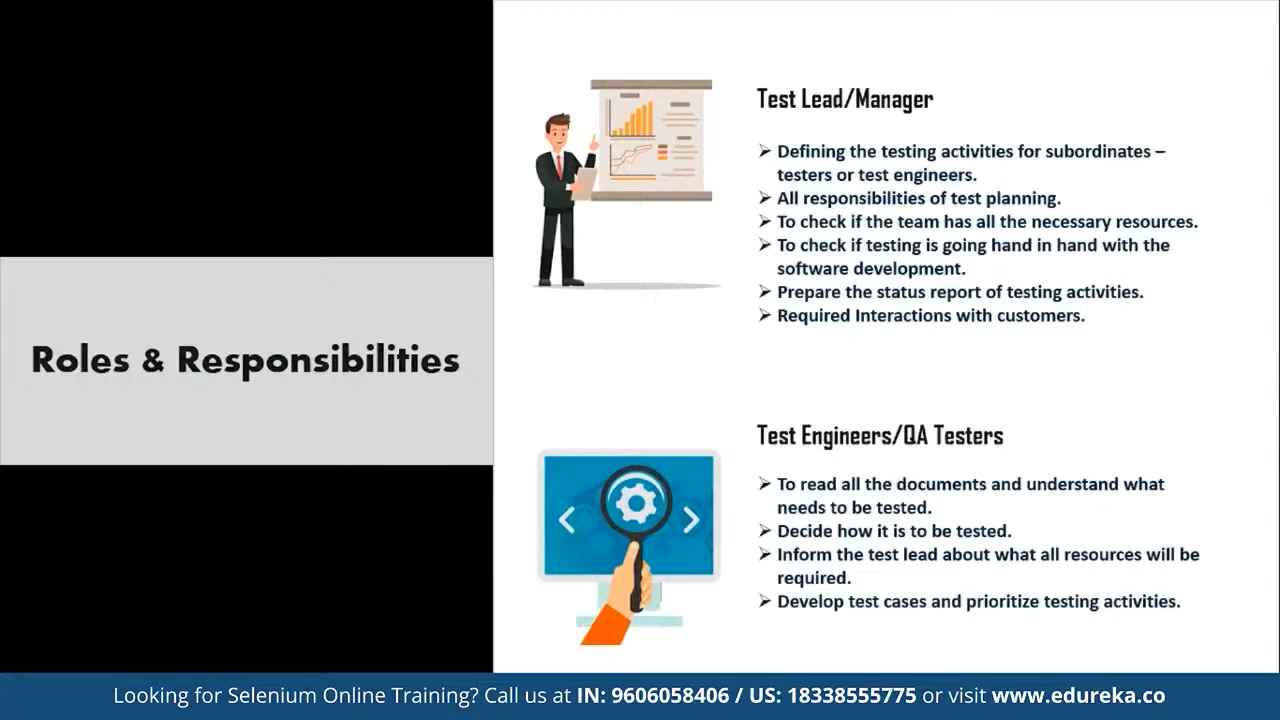 Roles & Responsibilities
Test Lead/Manager
➢ Defining the testing activities for subordinates –
testers or test engineers.
➢ All responsibilities of test planning.
➢ To check if the team has all the necessary resources.
➢ To check if testing is going hand in hand with the
software development.
➢ Prepare the status report of testing activities.
➢ Required Interactions with customers.
Test Engineers/QA Testers
➢ To read all the documents and understand what
needs to be tested.
➢ Decide how it is to be tested.
➢ Inform the test lead about what all resources will be
required.
➢ Develop test cases and prioritize testing activities.
Looking for Selenium Online Training? Call us at IN: 9606058406 / US: 18338555775 or visit www.edureka.co